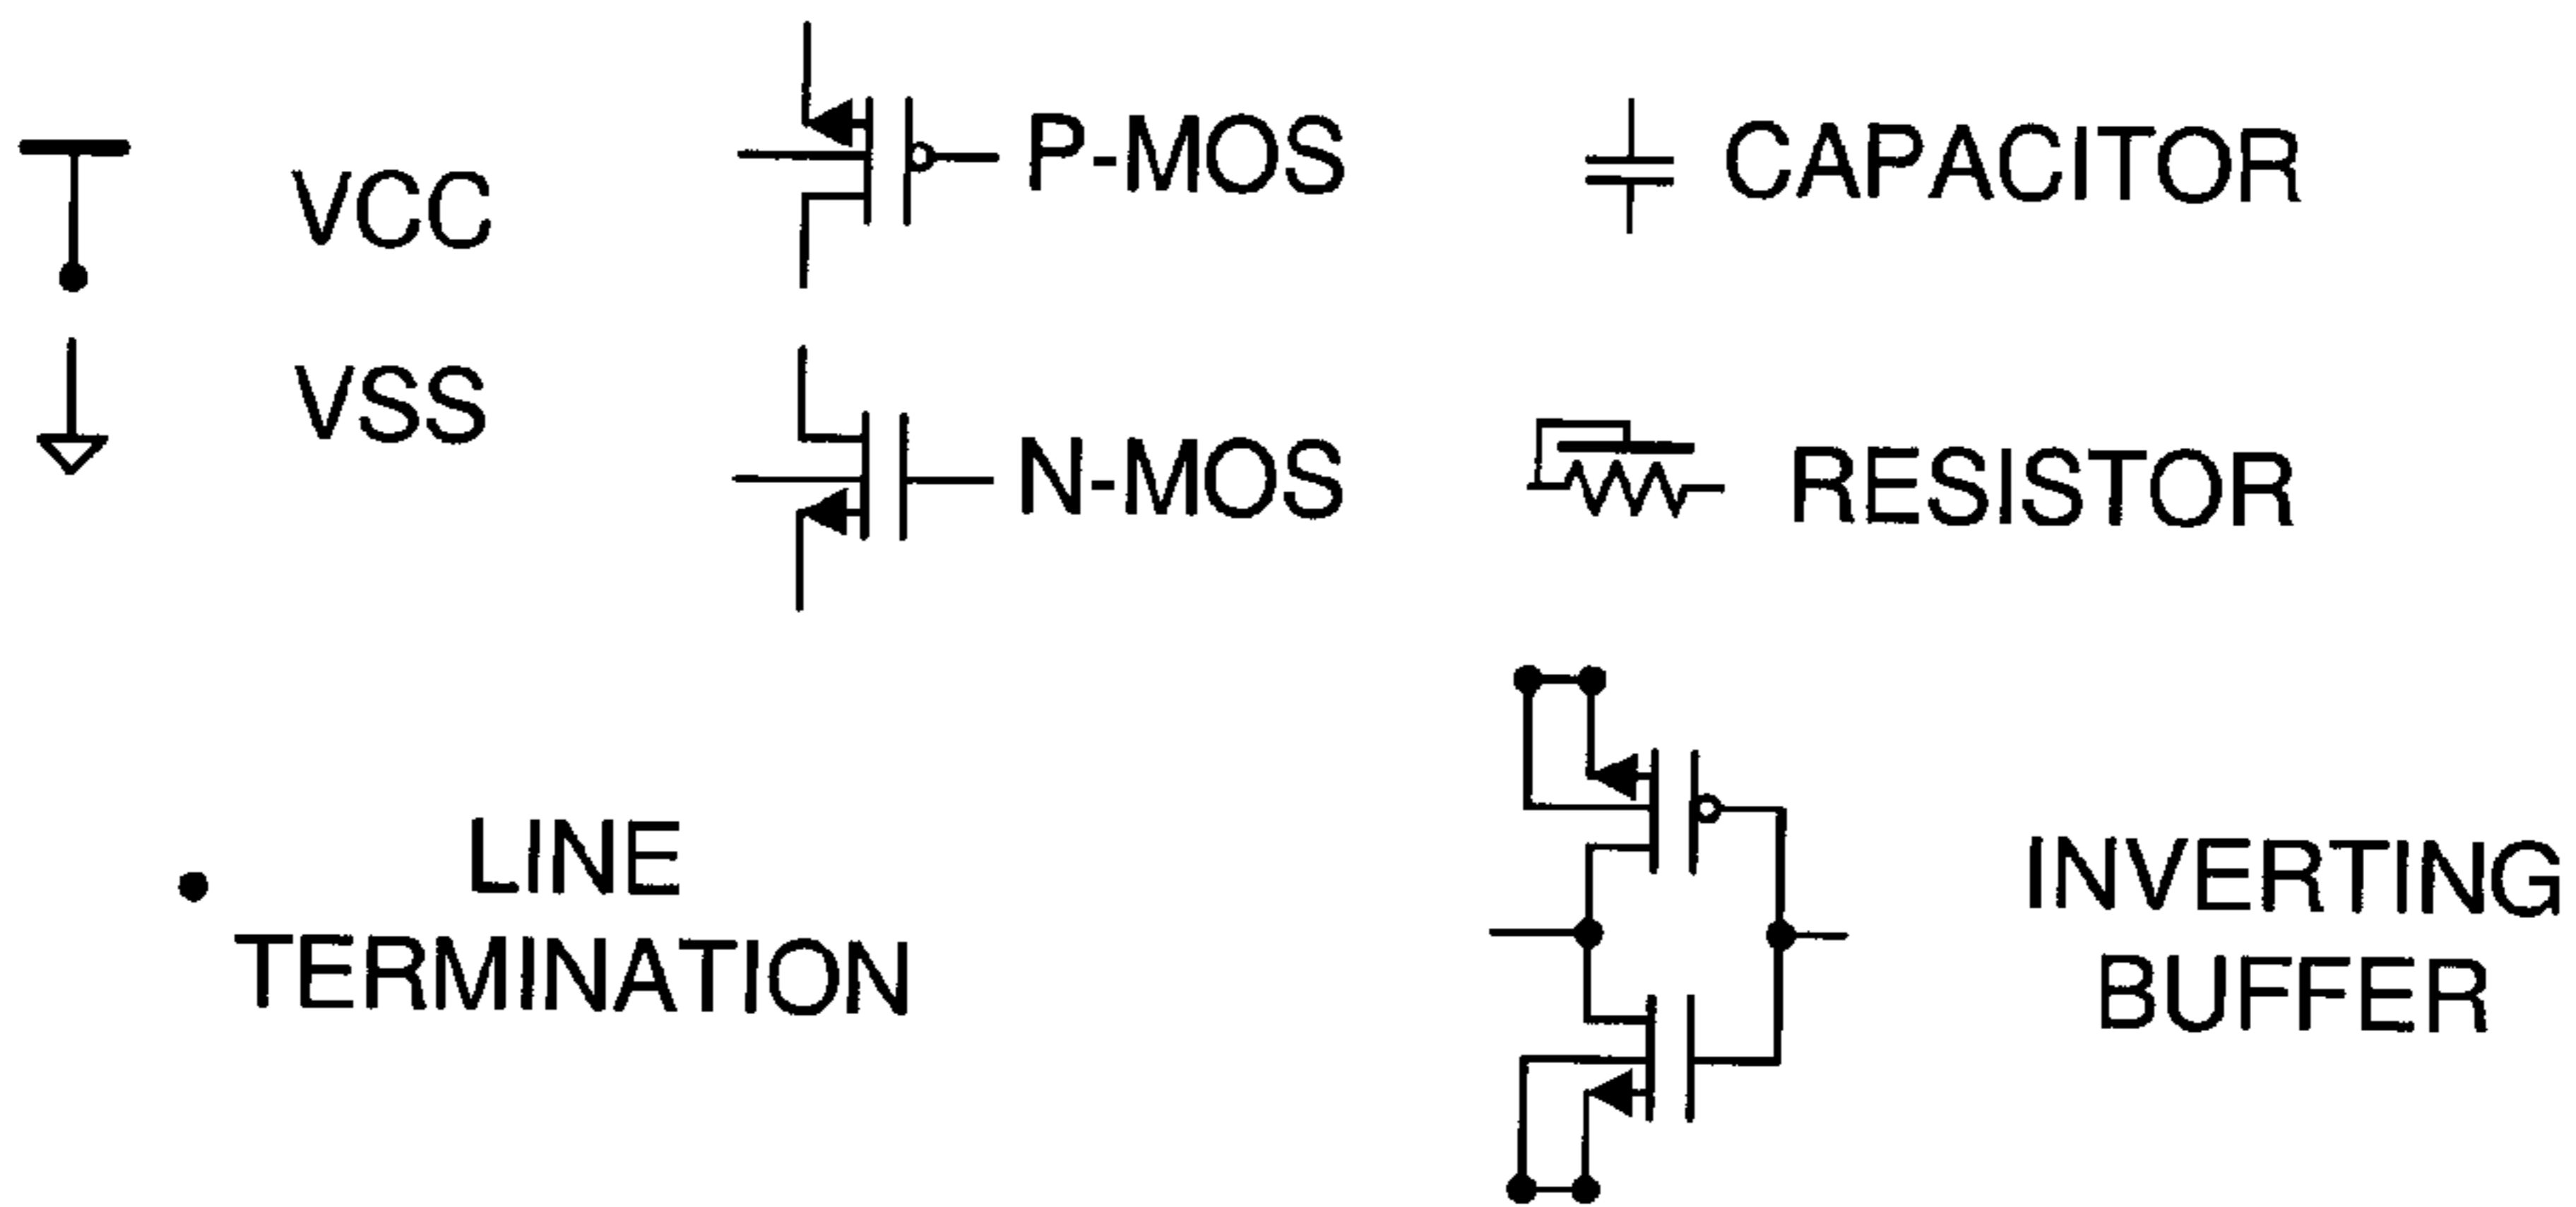 VCC
P-MOS
CAPACITOR
VSS
N-MOS
RESISTOR
LINE
TERMINATION
INVERTING
BUFFER